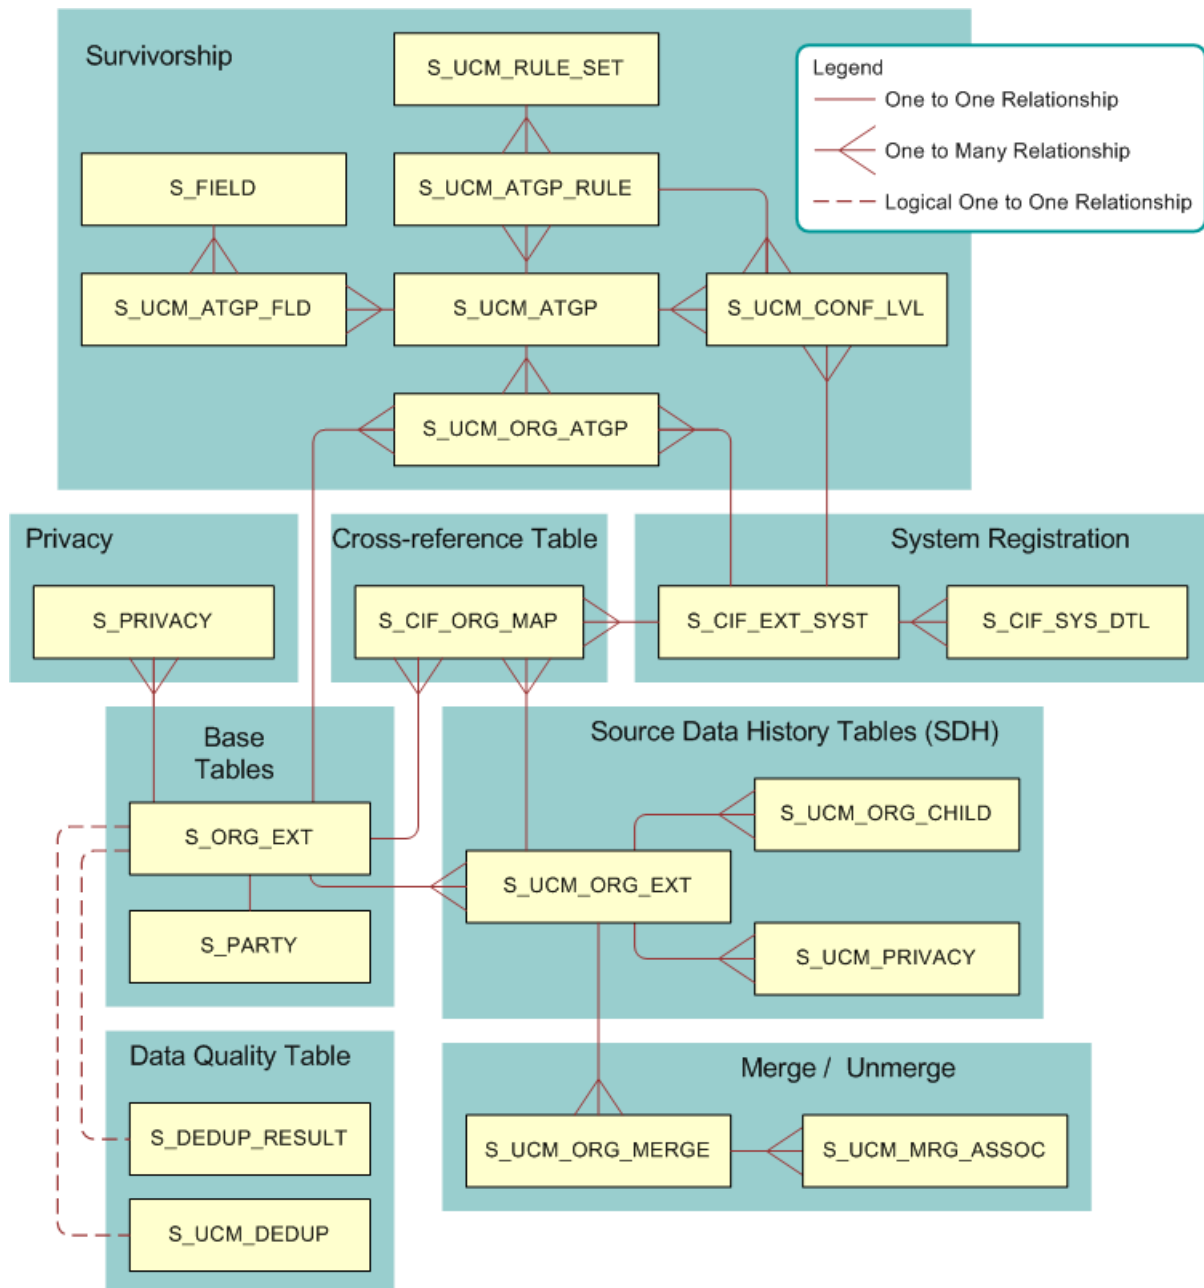 Survivorship
S_UCM_RULE_SET
Legend
One to One Relationship
One to Many Relationship
Logical One to One Relationship
S_FIELD
S_UCM_ATGP_RULE
S_UCM_ATGP_FLD
S_UCM_ATGP
S_UCM_CONF_LVL
S_UCM_ORG_ATGP
Privacy
S_PRIVACY
Cross-reference Table
S_CIF_ORG_MAP
System Registration
S_CIF_EXT_SYST
S_CIF_SYS_DTL
Base
Tables
S_ORG_EXT
S_PARTY
Source Data History Tables (SDH)
S_UCM_ORG_CHILD
S_UCM_ORG_EXT
S_UCM_PRIVACY
Data Quality Table
S_DEDUP_RESULT
S_UCM_DEDUP
Merge / Unmerge
S_UCM_ORG_MERGE
S_UCM_MRG_ASSOC